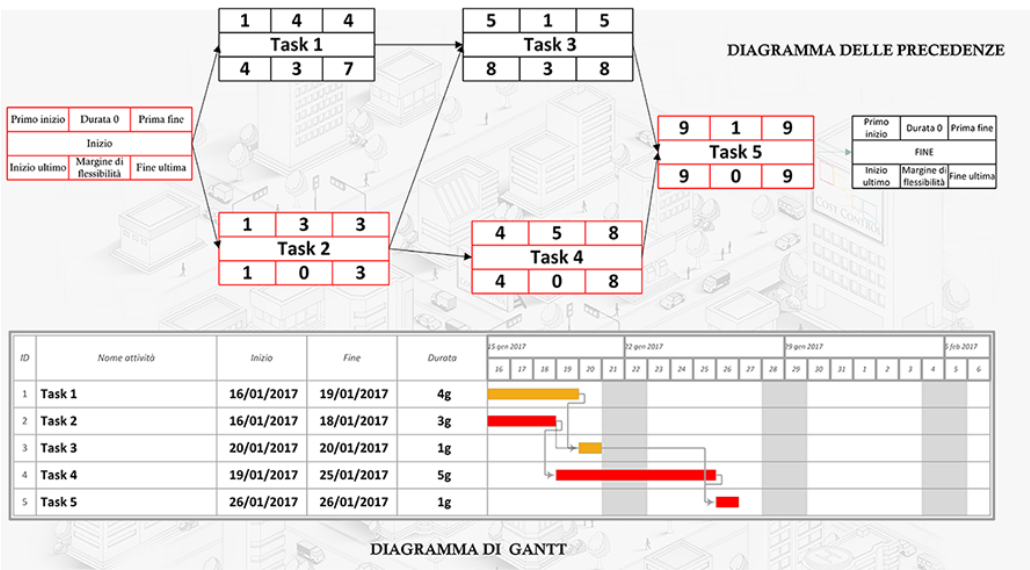 1 4 4
Task 1
4 3 7
5 1 5
Task 3
8 3 8
DIAGRAMMA DELLE PRECEDENZE
Primo inizio Durata 0 Prima fine
Inizio
Inizio ultimo Margine di flessibilità Fine ultima
9 1 9
Task 5
9 0 9
Primo inizio Durata 0 Prima fine
FINE
Inizio ultimo Margine di flessibilità Fine ultima
1 3 3
Task 2
1 0 3
4 5 8
Task 4
4 0 8
COST CONTROL
ID Nome attività Inizio Fine Durata
15 gen 2017 22 gen 2017 29 gen 2017 5 feb 2017
16 17 18 19 20 21 22 23 24 25 26 27 28 29 30 31 1 2 3 4 5 6
1 Task 1 16/01/2017 19/01/2017 4g
2 Task 2 16/01/2017 18/01/2017 3g
3 Task 3 20/01/2017 20/01/2017 1g
4 Task 4 19/01/2017 25/01/2017 5g
5 Task 5 26/01/2017 26/01/2017 1g
DIAGRAMMA DI GANTT